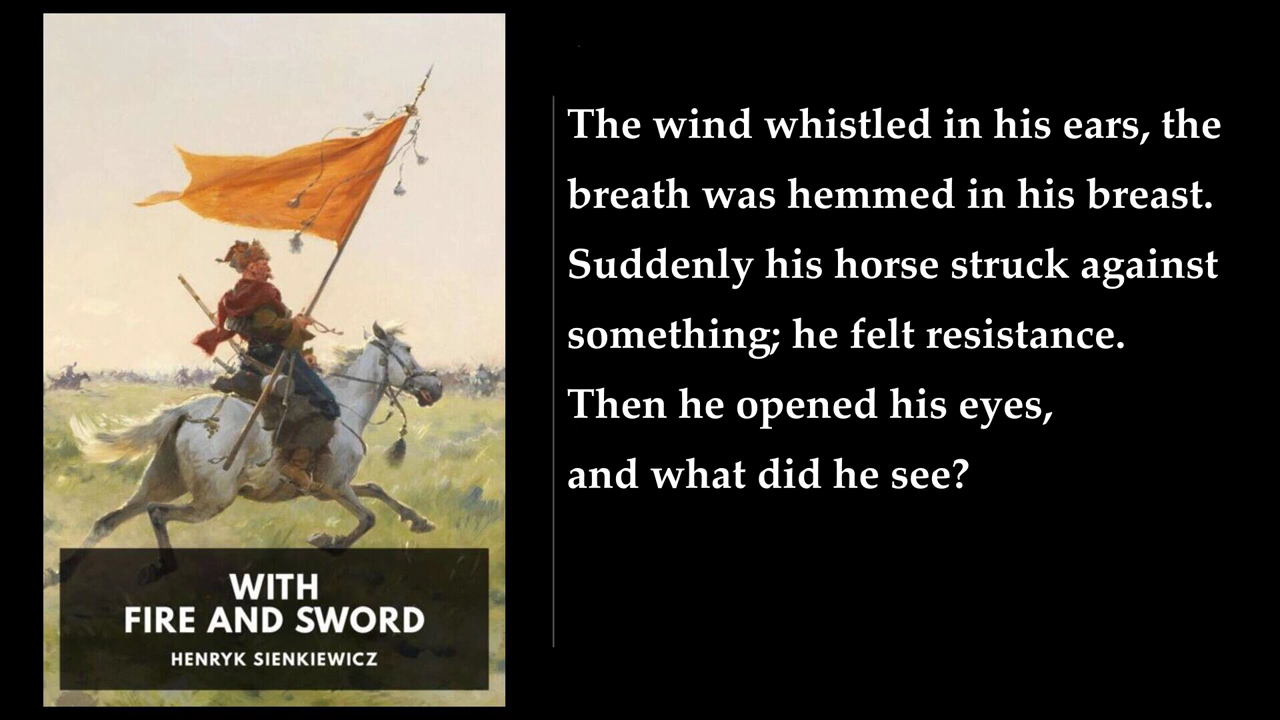 The wind whistled in his ears, the
breath was hemmed in his breast.
Suddenly his horse struck against
something; he felt resistance.
Then he opened his eyes,
and what did he see?
WITH
FIRE AND SWORD
HENRYK SIENKIEWICZ